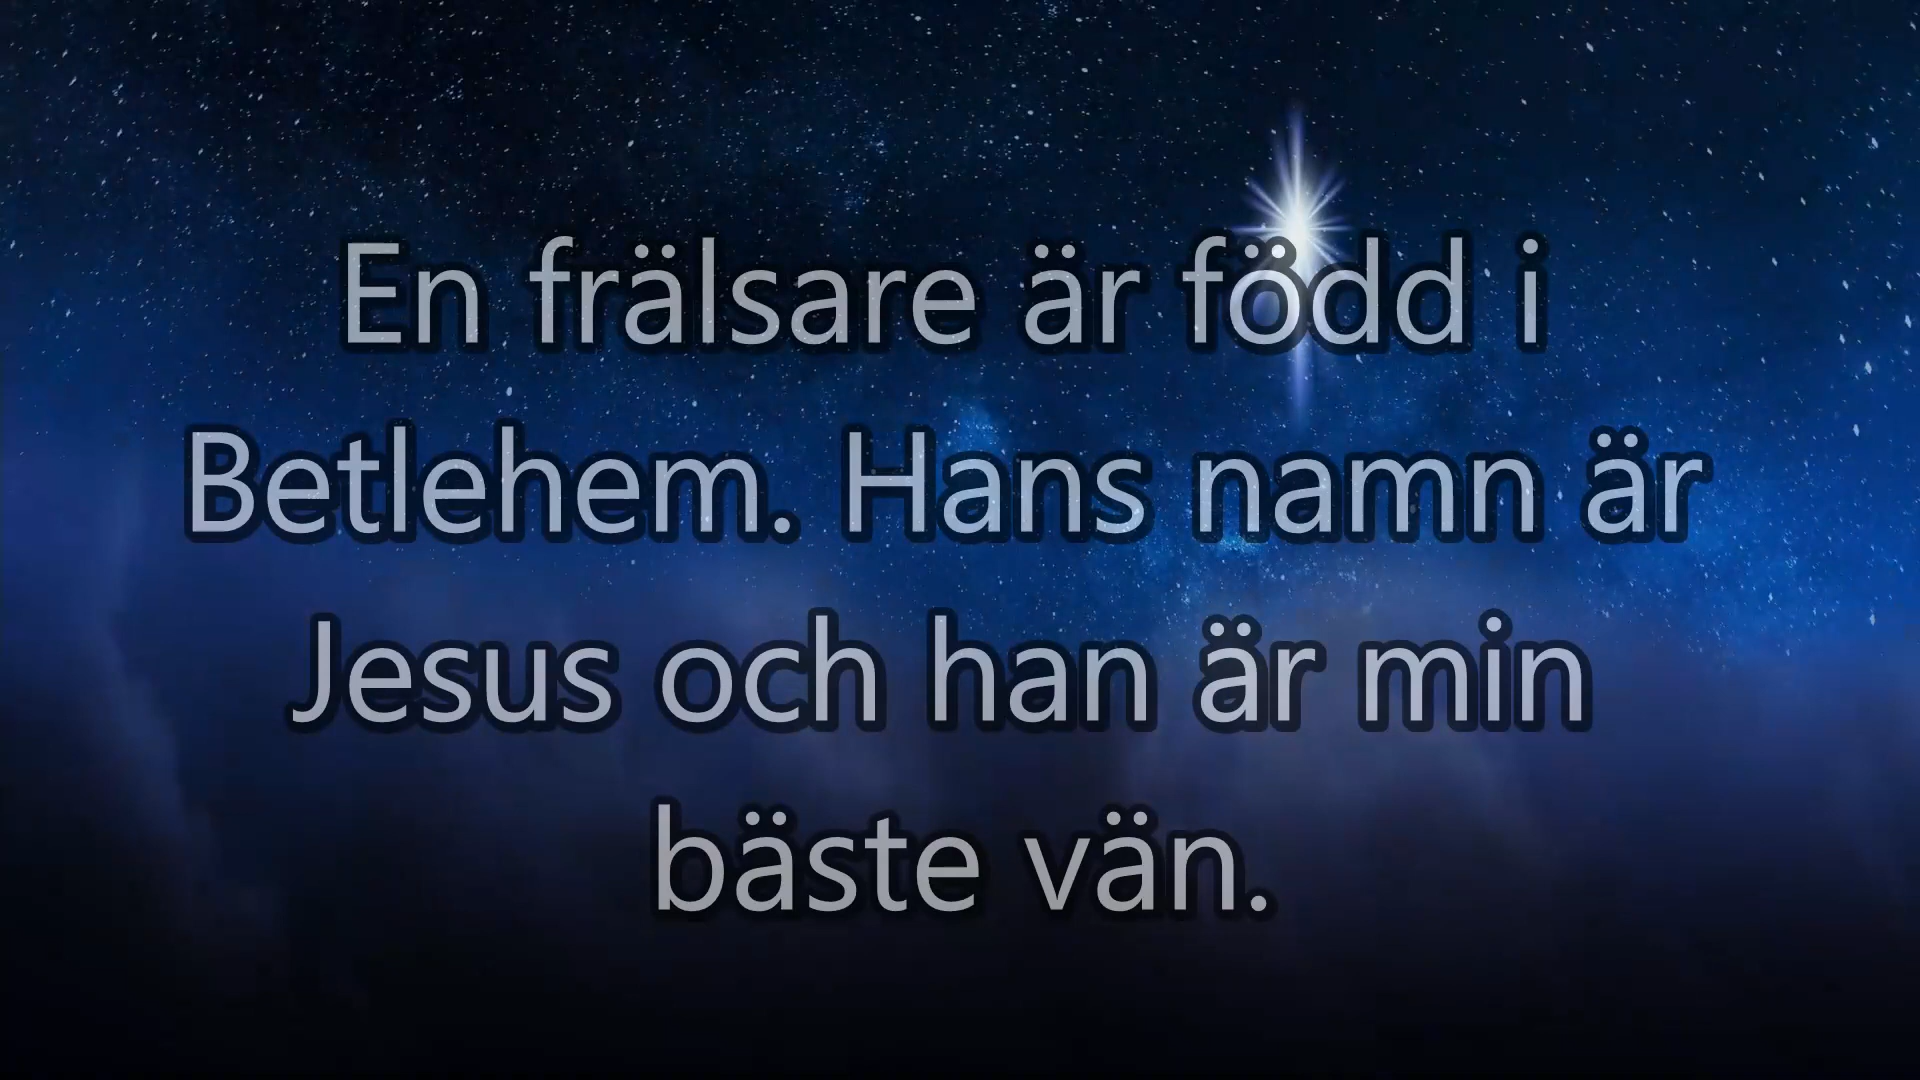 En frälsare är född i
Betlehem. Hans namn är
Jesus och han är min
bäste vän.